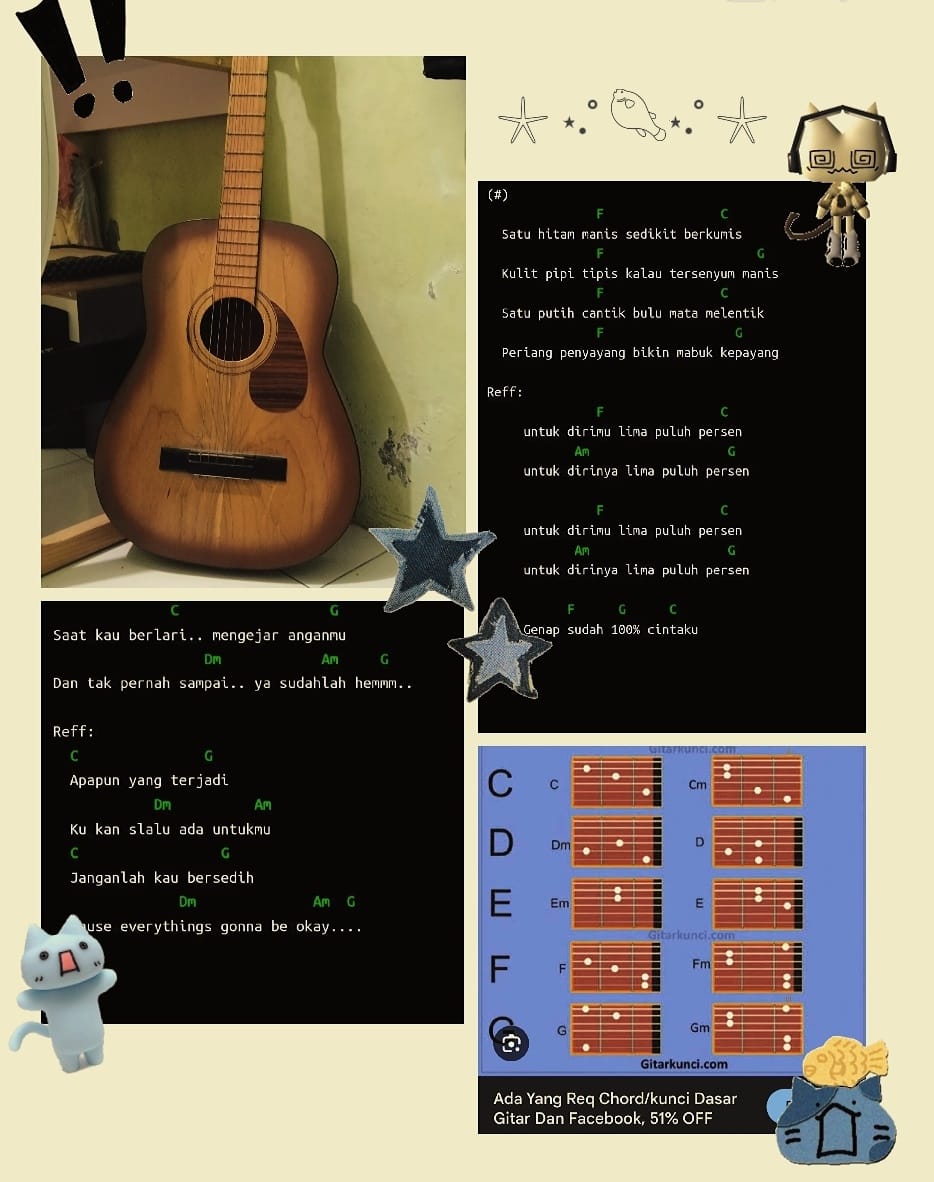 !!
(#)
F C
Satu hitam manis sedikit berkumis
F G
Kulit pipi tipis kalau tersenyum manis
F C
Satu putih cantik bulu mata melentik
F G
Periang penyayang bikin mabuk kepayang
Reff:
F C
untuk dirimu lima puluh persen
Am G
untuk dirinya lima puluh persen
F C
untuk dirimu lima puluh persen
Am G
untuk dirinya lima puluh persen
F G C
Genap sudah 100% cintaku
C G
Saat kau berlari.. mengejar anganmu
Dm Am G
Dan tak pernah sampai.. ya sudahlah hemmm..
Reff:
C G
Apapun yang terjadi
Dm Am
Ku kan slalu ada untukmu
C G
Janganlah kau bersedih
Dm Am G
use everythings gonna be okay....
Gitarkunci.com
C C Cm
D Dm D
E Em E
Gitarkunci.com
F F Fm
G G Gm
Gitarkunci.com
Ada Yang Req Chord/kunci Dasar
Gitar Dan Facebook, 51% OFF